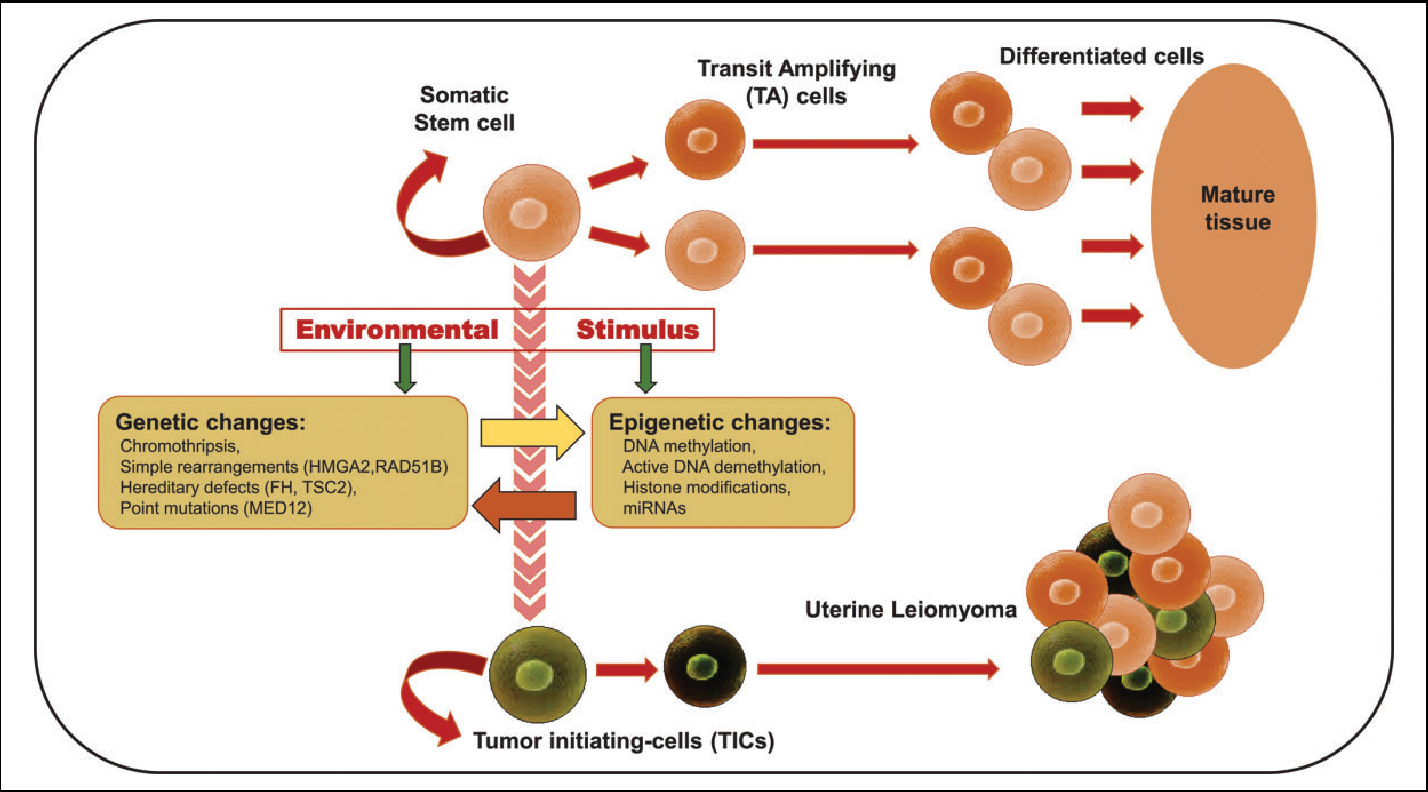 Somatic
Stem cell
Transit Amplifying
(TA) cells
Differentiated cells
Mature
tissue
Environmental Stimulus
Genetic changes:
Chromothripsis,
Simple rearrangements (HMGA2,RAD51B)
Hereditary defects (FH, TSC2),
Point mutations (MED12)
Epigenetic changes:
DNA methylation,
Active DNA demethylation,
Histone modifications,
miRNAs
Uterine Leiomyoma
Tumor initiating-cells (TICs)